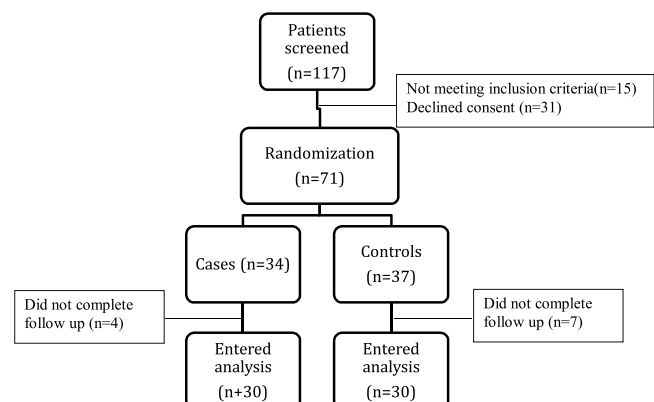 Patients
screened
(n=117)
Not meeting inclusion criteria(n=15)
Declined consent (n=31)
Randomization
(n=71)
Cases (n=34)
Controls
(n=37)
Did not complete
follow up (n=4)
Did not complete
follow up (n=7)
Entered
analysis
(n+30)
Entered
analysis
(n=30)